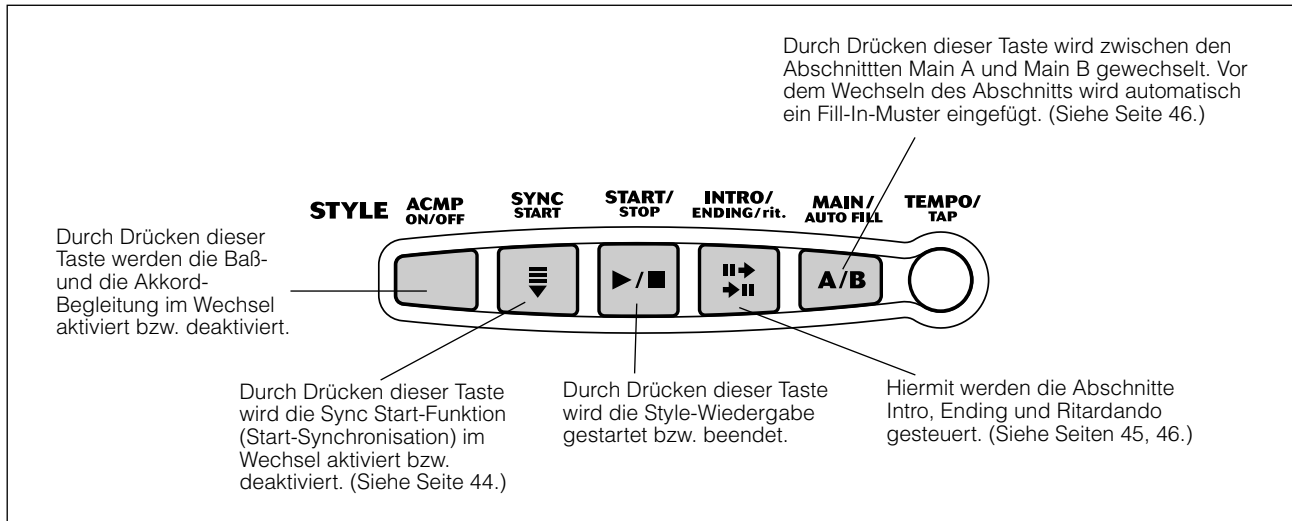 Durch Drücken dieser Taste wird zwischen den
Abschnittten Main A und Main B gewechselt. Vor
dem Wechseln des Abschnitts wird automatisch
ein Fill-In-Muster eingefügt. (Siehe Seite 46.)
STYLE
ACMP
ON/OFF
SYNC
START
START/
STOP
INTRO/
ENDING/rit.
MAIN/
AUTO FILL
TEMPO/
TAP
A/B
Durch Drücken dieser
Taste werden die Baß-
und die Akkord-
Begleitung im Wechsel
aktiviert bzw. deaktiviert.
Durch Drücken dieser Taste
wird die Sync Start-Funktion
(Start-Synchronisation) im
Wechsel aktiviert bzw.
deaktiviert. (Siehe Seite 44.)
Durch Drücken dieser Taste
wird die Style-Wiedergabe
gestartet bzw. beendet.
Hiermit werden die Abschnitte
Intro, Ending und Ritardando
gesteuert. (Siehe Seiten 45, 46.)